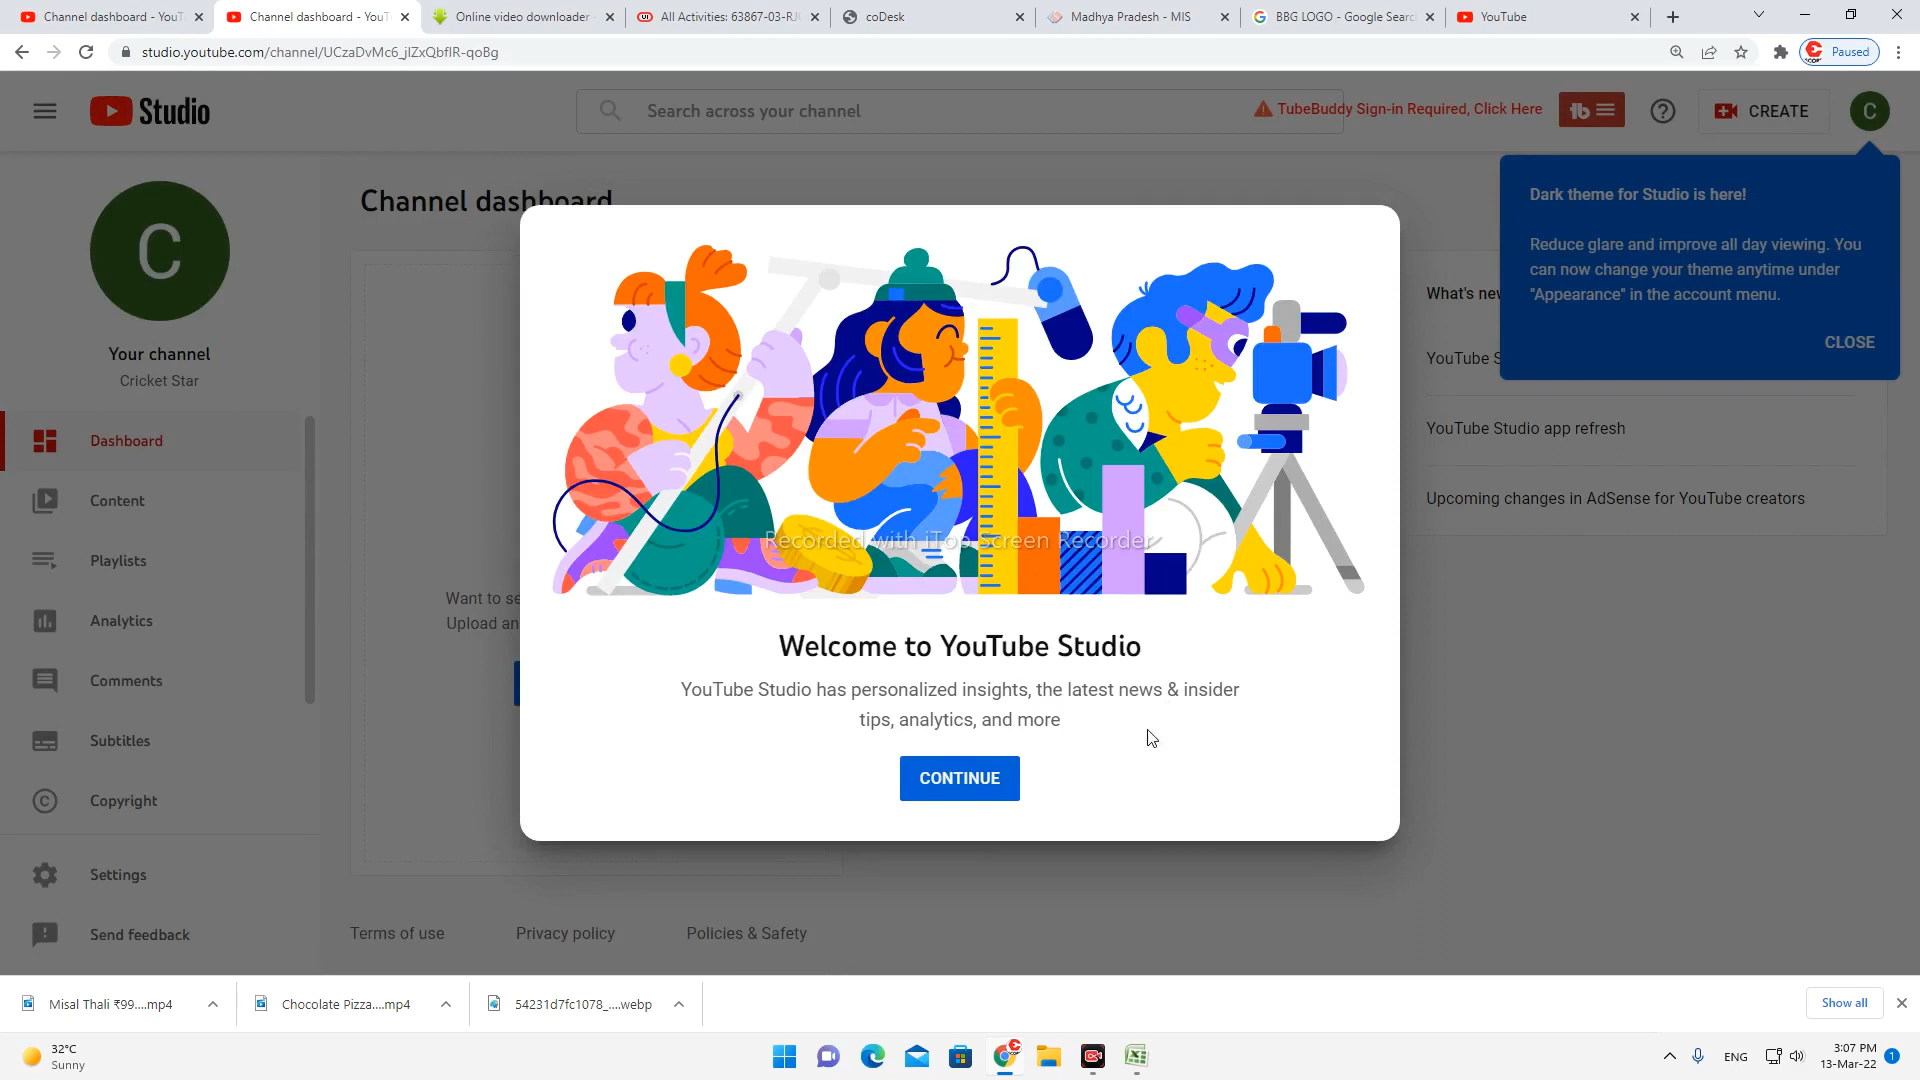 Channel dashboard - YouT
Channel dashboard - YouT
Online video downloader -
All Activities: 63867-03-RJ
coDesk
Madhya Pradesh - MIS
BBG LOGO - Google Searc
YouTube
studio.youtube.com/channel/UCzaDvMc6_jIZxQbfIR-qoBg
Paused
Studio
Search across your channel
TubeBuddy Sign-in Required, Click Here
tb
CREATE
C
Dark theme for Studio is here!
Reduce glare and improve all day viewing. You
can now change your theme anytime under
"Appearance" in the account menu.
CLOSE
C
Your channel
Cricket Star
Dashboard
Content
Playlists
Analytics
Comments
Subtitles
Copyright
Settings
Send feedback
Channel dashboard
Want to se
Upload an
What's new
YouTube S
YouTube Studio app refresh
Upcoming changes in AdSense for YouTube creators
Recorded with iTop Screen Recorder
Welcome to YouTube Studio
YouTube Studio has personalized insights, the latest news & insider
tips, analytics, and more
CONTINUE
Terms of use
Privacy policy
Policies & Safety
Misal Thali ₹99....mp4
Chocolate Pizza....mp4
54231d7fc1078_....webp
Show all
32°C
Sunny
ENG
3:07 PM
13-Mar-22
1